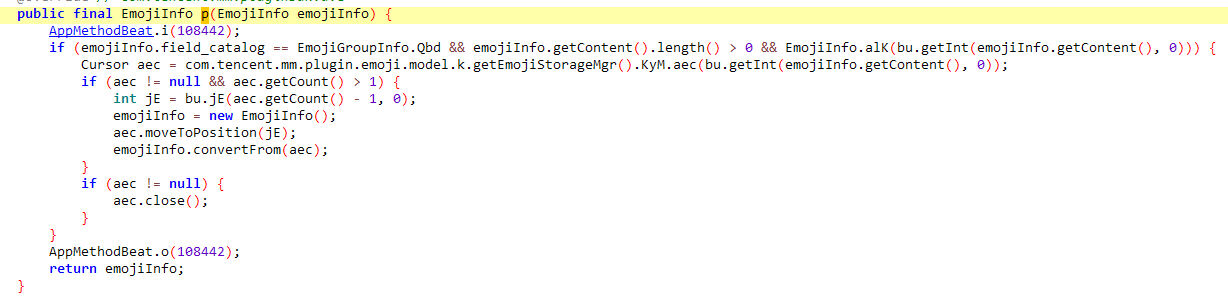 public final EmojiInfo p(EmojiInfo emojiInfo) {
AppMethodBeat.i(108442);
if (emojiInfo.field_catalog == EmojiGroupInfo.Qbd && emojiInfo.getContent().length() > 0 && EmojiInfo.alK(bu.getInt(emojiInfo.getContent(), 0))) {
Cursor aec = com.tencent.mm.plugin.emoji.model.k.getEmojiStorageMgr().KyM.aec(bu.getInt(emojiInfo.getContent(), 0));
if (aec != null && aec.getCount() > 1) {
int jE = bu.jE(aec.getCount() - 1, 0);
emojiInfo = new EmojiInfo();
aec.moveToPosition(jE);
emojiInfo.convertFrom(aec);
}
if (aec != null) {
aec.close();
}
}
AppMethodBeat.o(108442);
return emojiInfo;
}